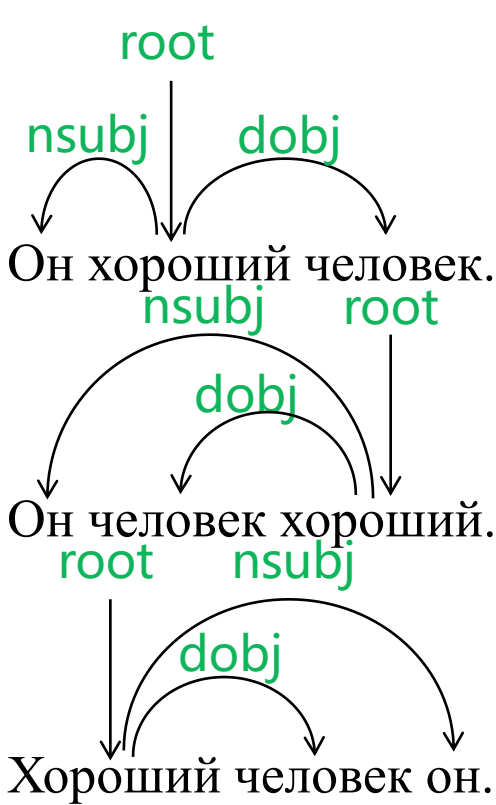 root
nsubj dobj
Он хороший человек.
nsubj root
dobj
Он человек хороший.
root nsubj
dobj
Хороший человек он.